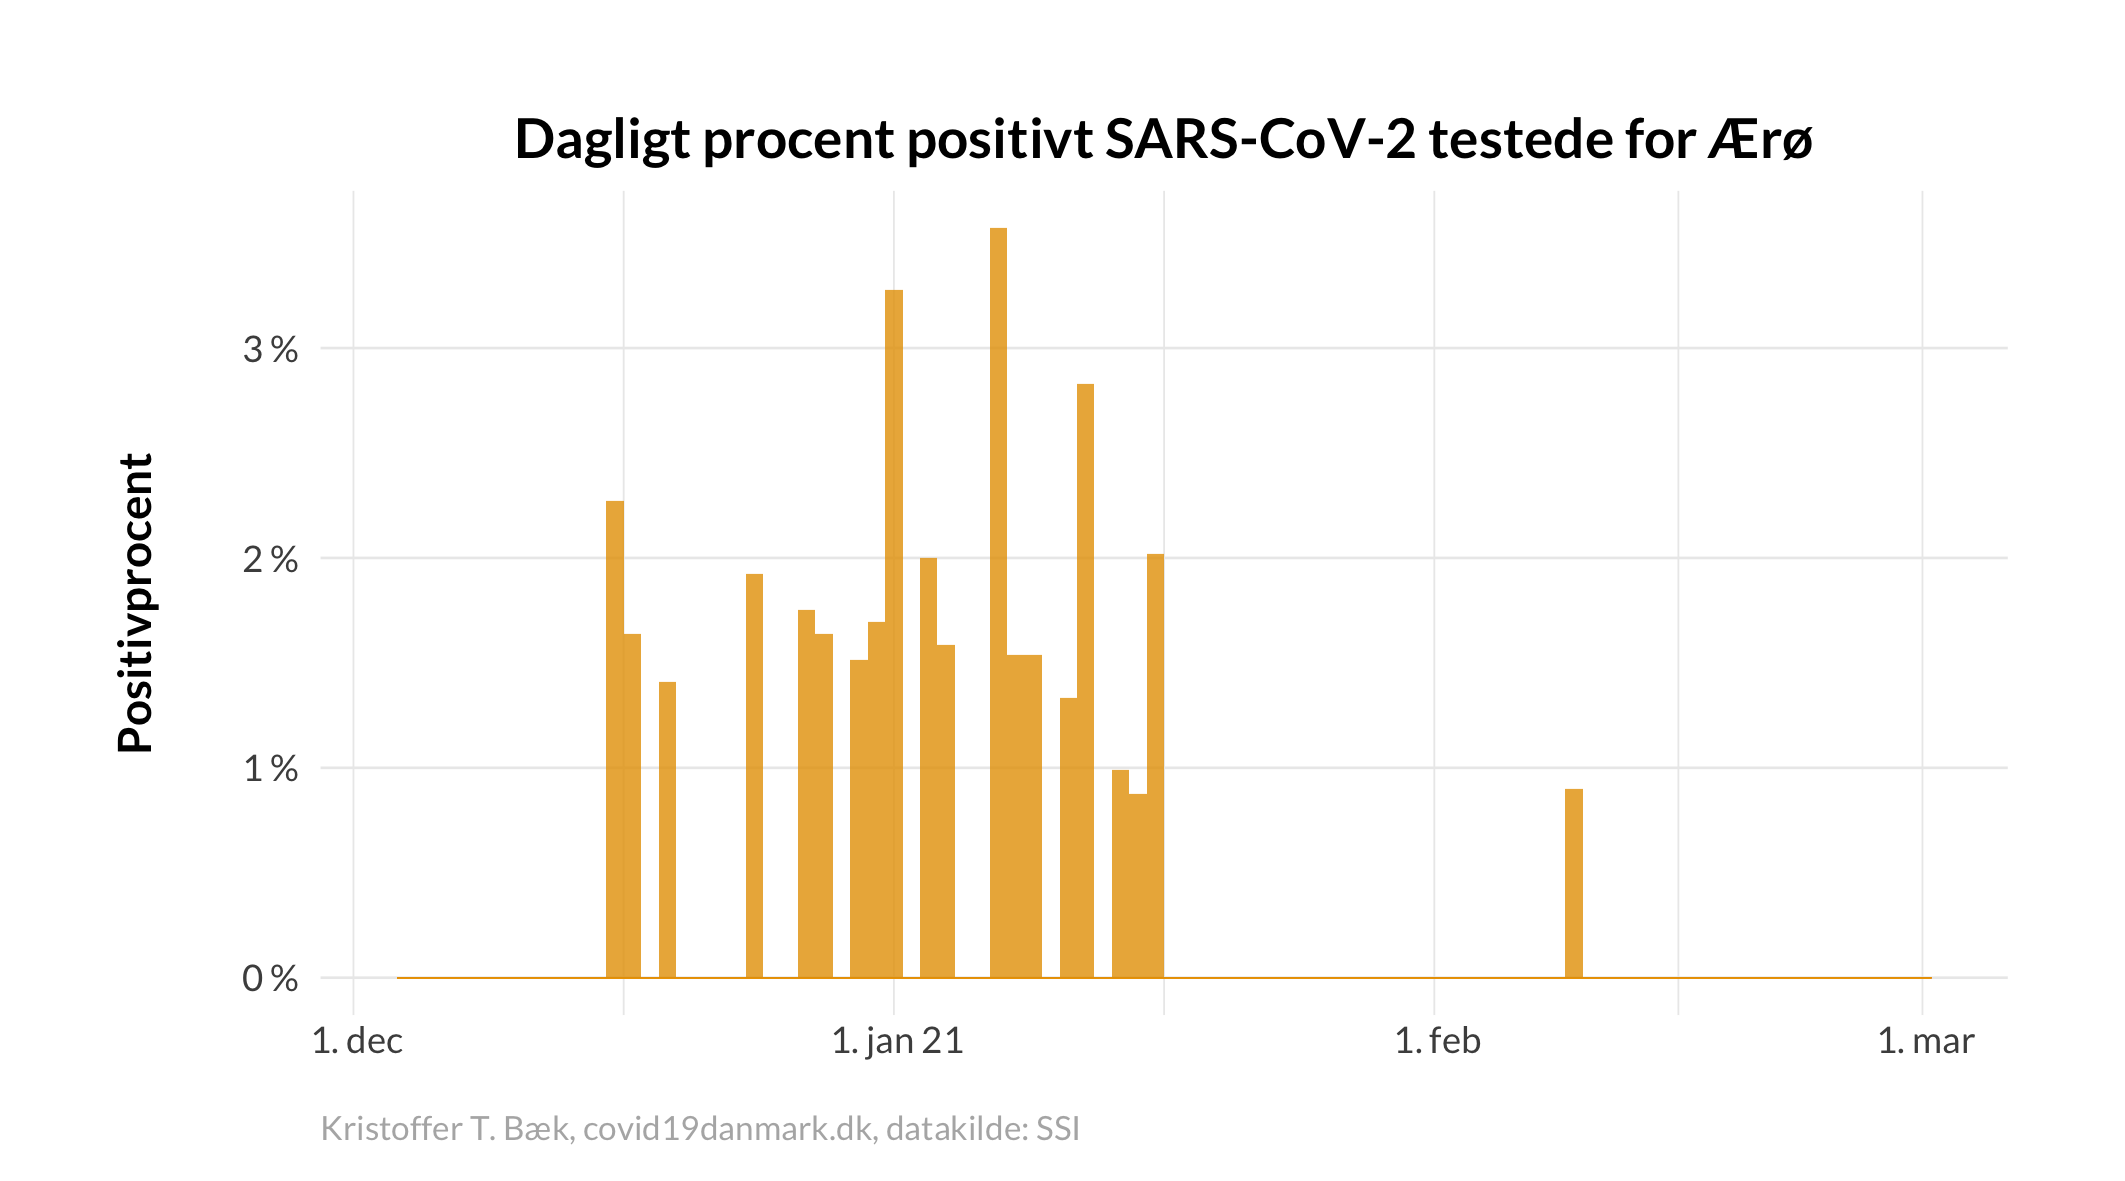 Dagligt procent positivt SARS-CoV-2 testede for Ærø
Positivprocent
3 %
2 %
1 %
0 %
1. dec
1. jan 21
1. feb
1. mar
Kristoffer T. Bæk, covid19danmark.dk, datakilde: SSI